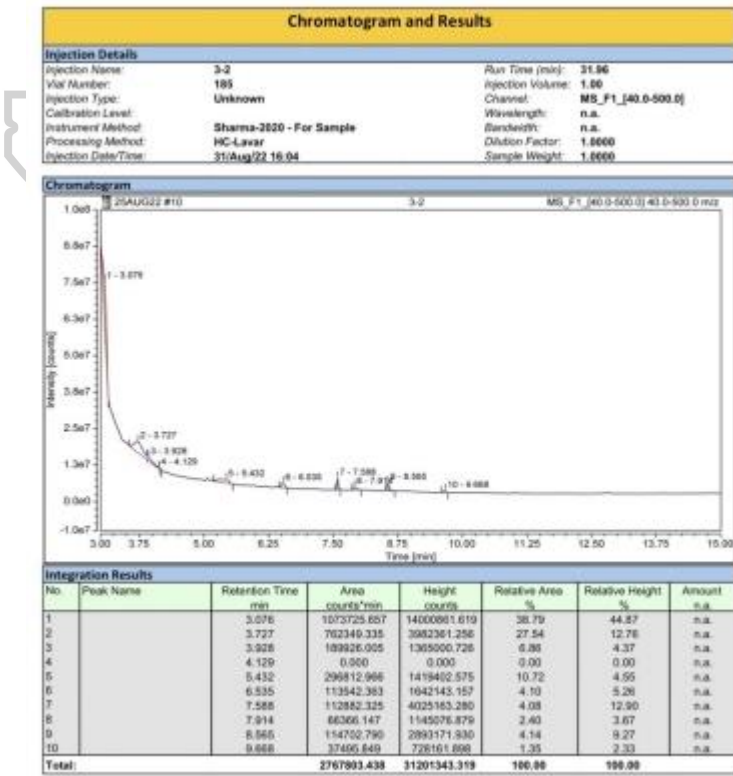 Chromatogram and Results
Injection Details
Injection Name: 3-2 Run Time (min): 31.96
Vial Number: 185 Injection Volume: 1.00
Injection Type: Unknown Channel: MS_F1_[40.0-500.0]
Calibration Level: Wavelength: n.a.
Instrument Method: Sharma-2020 - For Sample Bandwidth: n.a.
Processing Method: HC-Lavar Dilution Factor: 1.0000
Injection Date/Time: 31/Aug/22 16:04 Sample Weight: 1.0000
Chromatogram
25AUG22 #10 3-2 MS_F1_[40.0-500.0] 40.0-500.0 m/z
1.0e8
8.8e7
7.5e7
6.3e7
5.0e7
3.8e7
2.5e7
1.3e7
0.0e0
-1.0e7
Intensity [counts]
1 - 3.076
2 - 3.727
3 - 3.928
4 - 4.129
5 - 5.432
6 - 6.535
7 - 7.588
8 - 7.914
9 - 8.565
10 - 9.668
3.00 3.75 5.00 6.25 7.50 8.75 10.00 11.25 12.50 13.75 15.00
Time [min]
Integration Results
No. Peak Name Retention Time Area Height Relative Area Relative Height Amount
min counts*min counts % % n.a.
1 3.076 1073725.657 14000861.619 38.79 44.87 n.a.
2 3.727 762349.335 3982361.256 27.54 12.76 n.a.
3 3.928 189926.005 1365000.726 6.86 4.37 n.a.
4 4.129 0.000 0.000 0.00 0.00 n.a.
5 5.432 296812.966 1419402.575 10.72 4.55 n.a.
6 6.535 113542.363 1642143.157 4.10 5.26 n.a.
7 7.588 112882.325 4025163.280 4.08 12.90 n.a.
8 7.914 66366.147 1145076.879 2.40 3.67 n.a.
9 8.565 114702.790 2893171.930 4.14 9.27 n.a.
10 9.668 37495.849 728161.898 1.35 2.33 n.a.
Total: 2767803.438 31201343.319 100.00 100.00